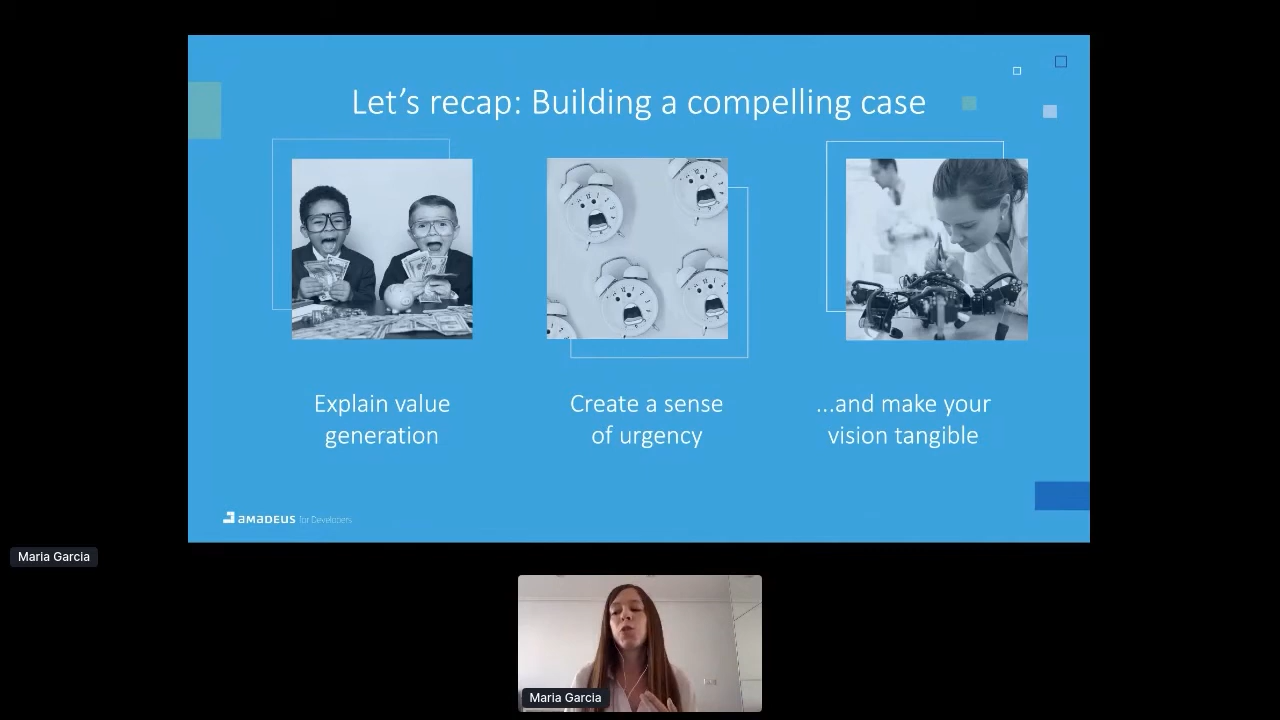 Let's recap: Building a compelling case
Explain value
generation
Create a sense
of urgency
...and make your
vision tangible
amadeus for Developers
Maria Garcia
Maria Garcia